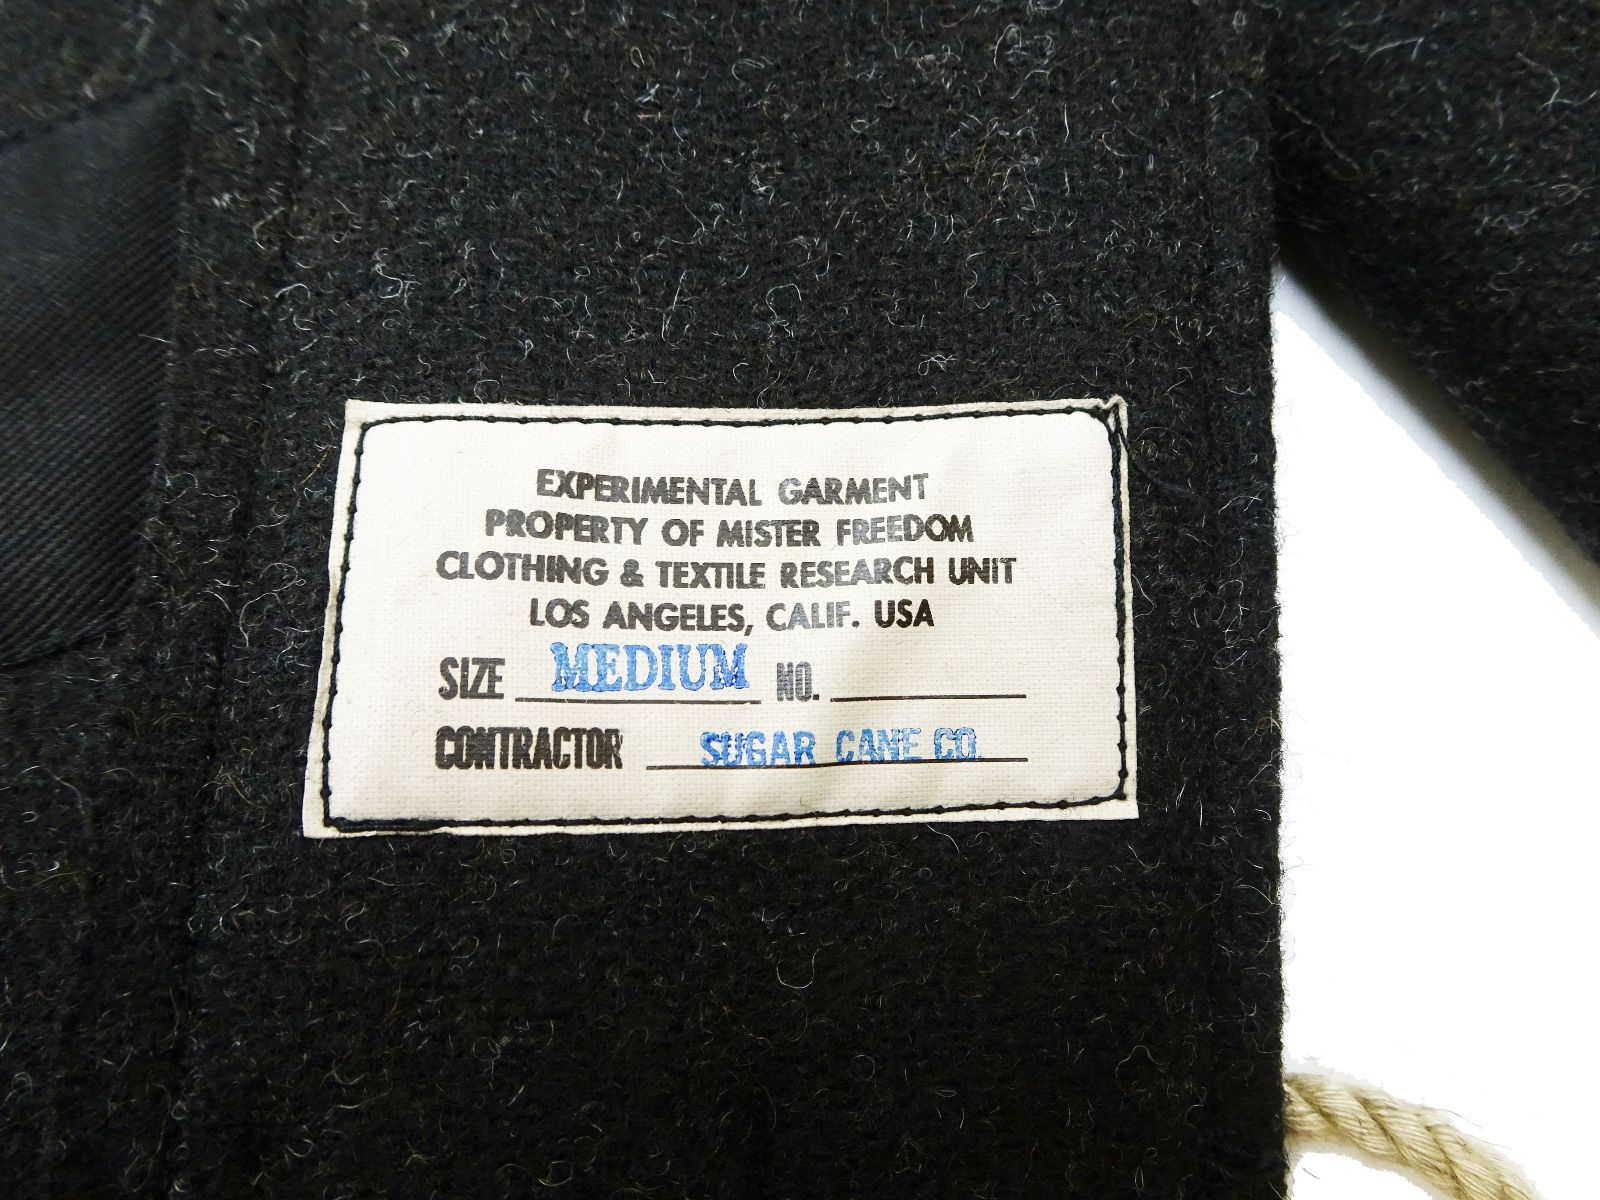 EXPERIMENTAL GARMENT
PROPERTY OF MISTER FREEDOM
CLOTHING & TEXTILE RESEARCH UNIT
LOS ANGELES, CALIF. USA
SIZE MEDIUM NO.
CONTRACTOR SUGAR CANE CO.